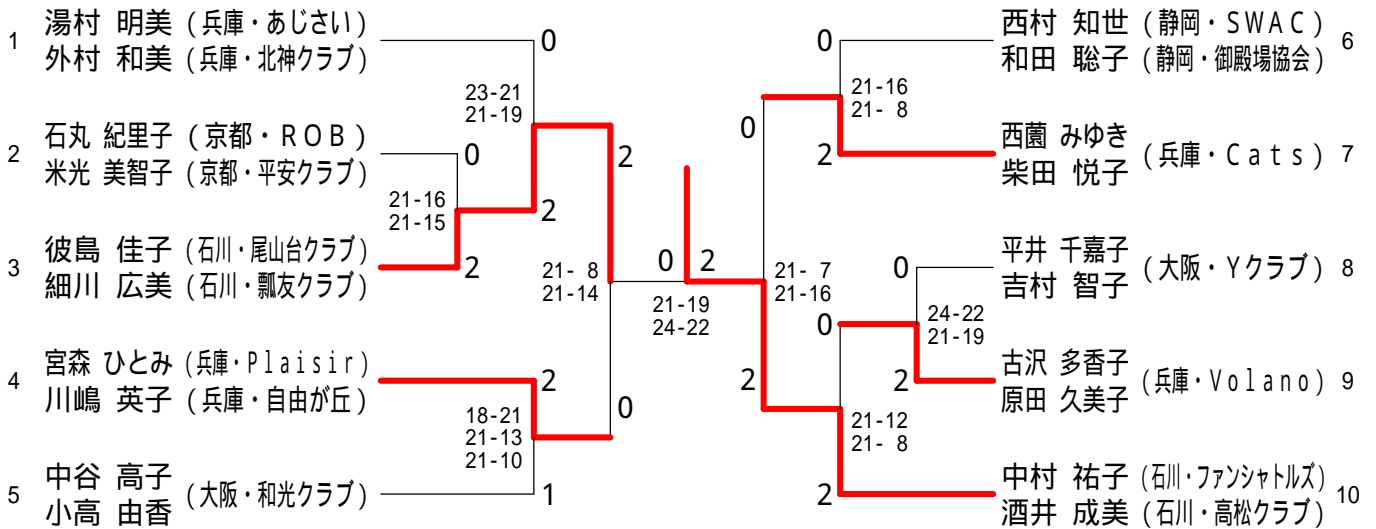 1
湯村 明美 (兵庫・あじさい)
外村 和美 (兵庫・北神クラブ)
0
23-21
21-19
2
石丸 紀里子 (京都・ROB)
米光 美智子 (京都・平安クラブ)
0
21-16
21-15
2
2
3
彼島 佳子 (石川・尾山台クラブ)
細川 広美 (石川・瓢友クラブ)
2
21- 8
21-14
4
宮森 ひとみ (兵庫・Plaisir)
川嶋 英子 (兵庫・自由が丘)
2
18-21
21-13
21-10
0
5
中谷 高子
小高 由香
(大阪・和光クラブ)
1
0 2
21-19
24-22
0
西村 知世 (静岡・SWAC)
和田 聡子 (静岡・御殿場協会)
6
21-16
21- 8
0
2
西薗 みゆき
柴田 悦子
(兵庫・Cats)
7
21- 7
21-16
0
平井 千嘉子
吉村 智子
(大阪・Yクラブ)
8
24-22
21-19
0
2
2
古沢 多香子
原田 久美子
(兵庫・Volano)
9
21-12
21- 8
2
中村 祐子 (石川・ファンシャトルズ)
酒井 成美 (石川・高松クラブ)
10